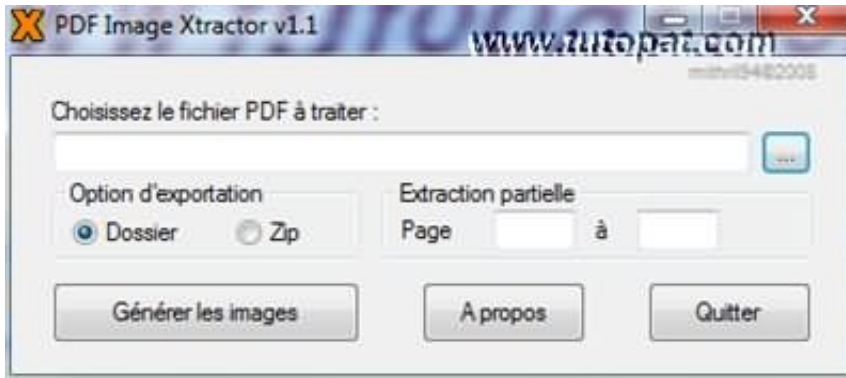 PDF Image Xtractor v1.1
www.tutopat.com
Choisissez le fichier PDF à traiter :
...
Option d'exportation
Dossier
Zip
Extraction partielle
Page
à
Générer les images
A propos
Quitter